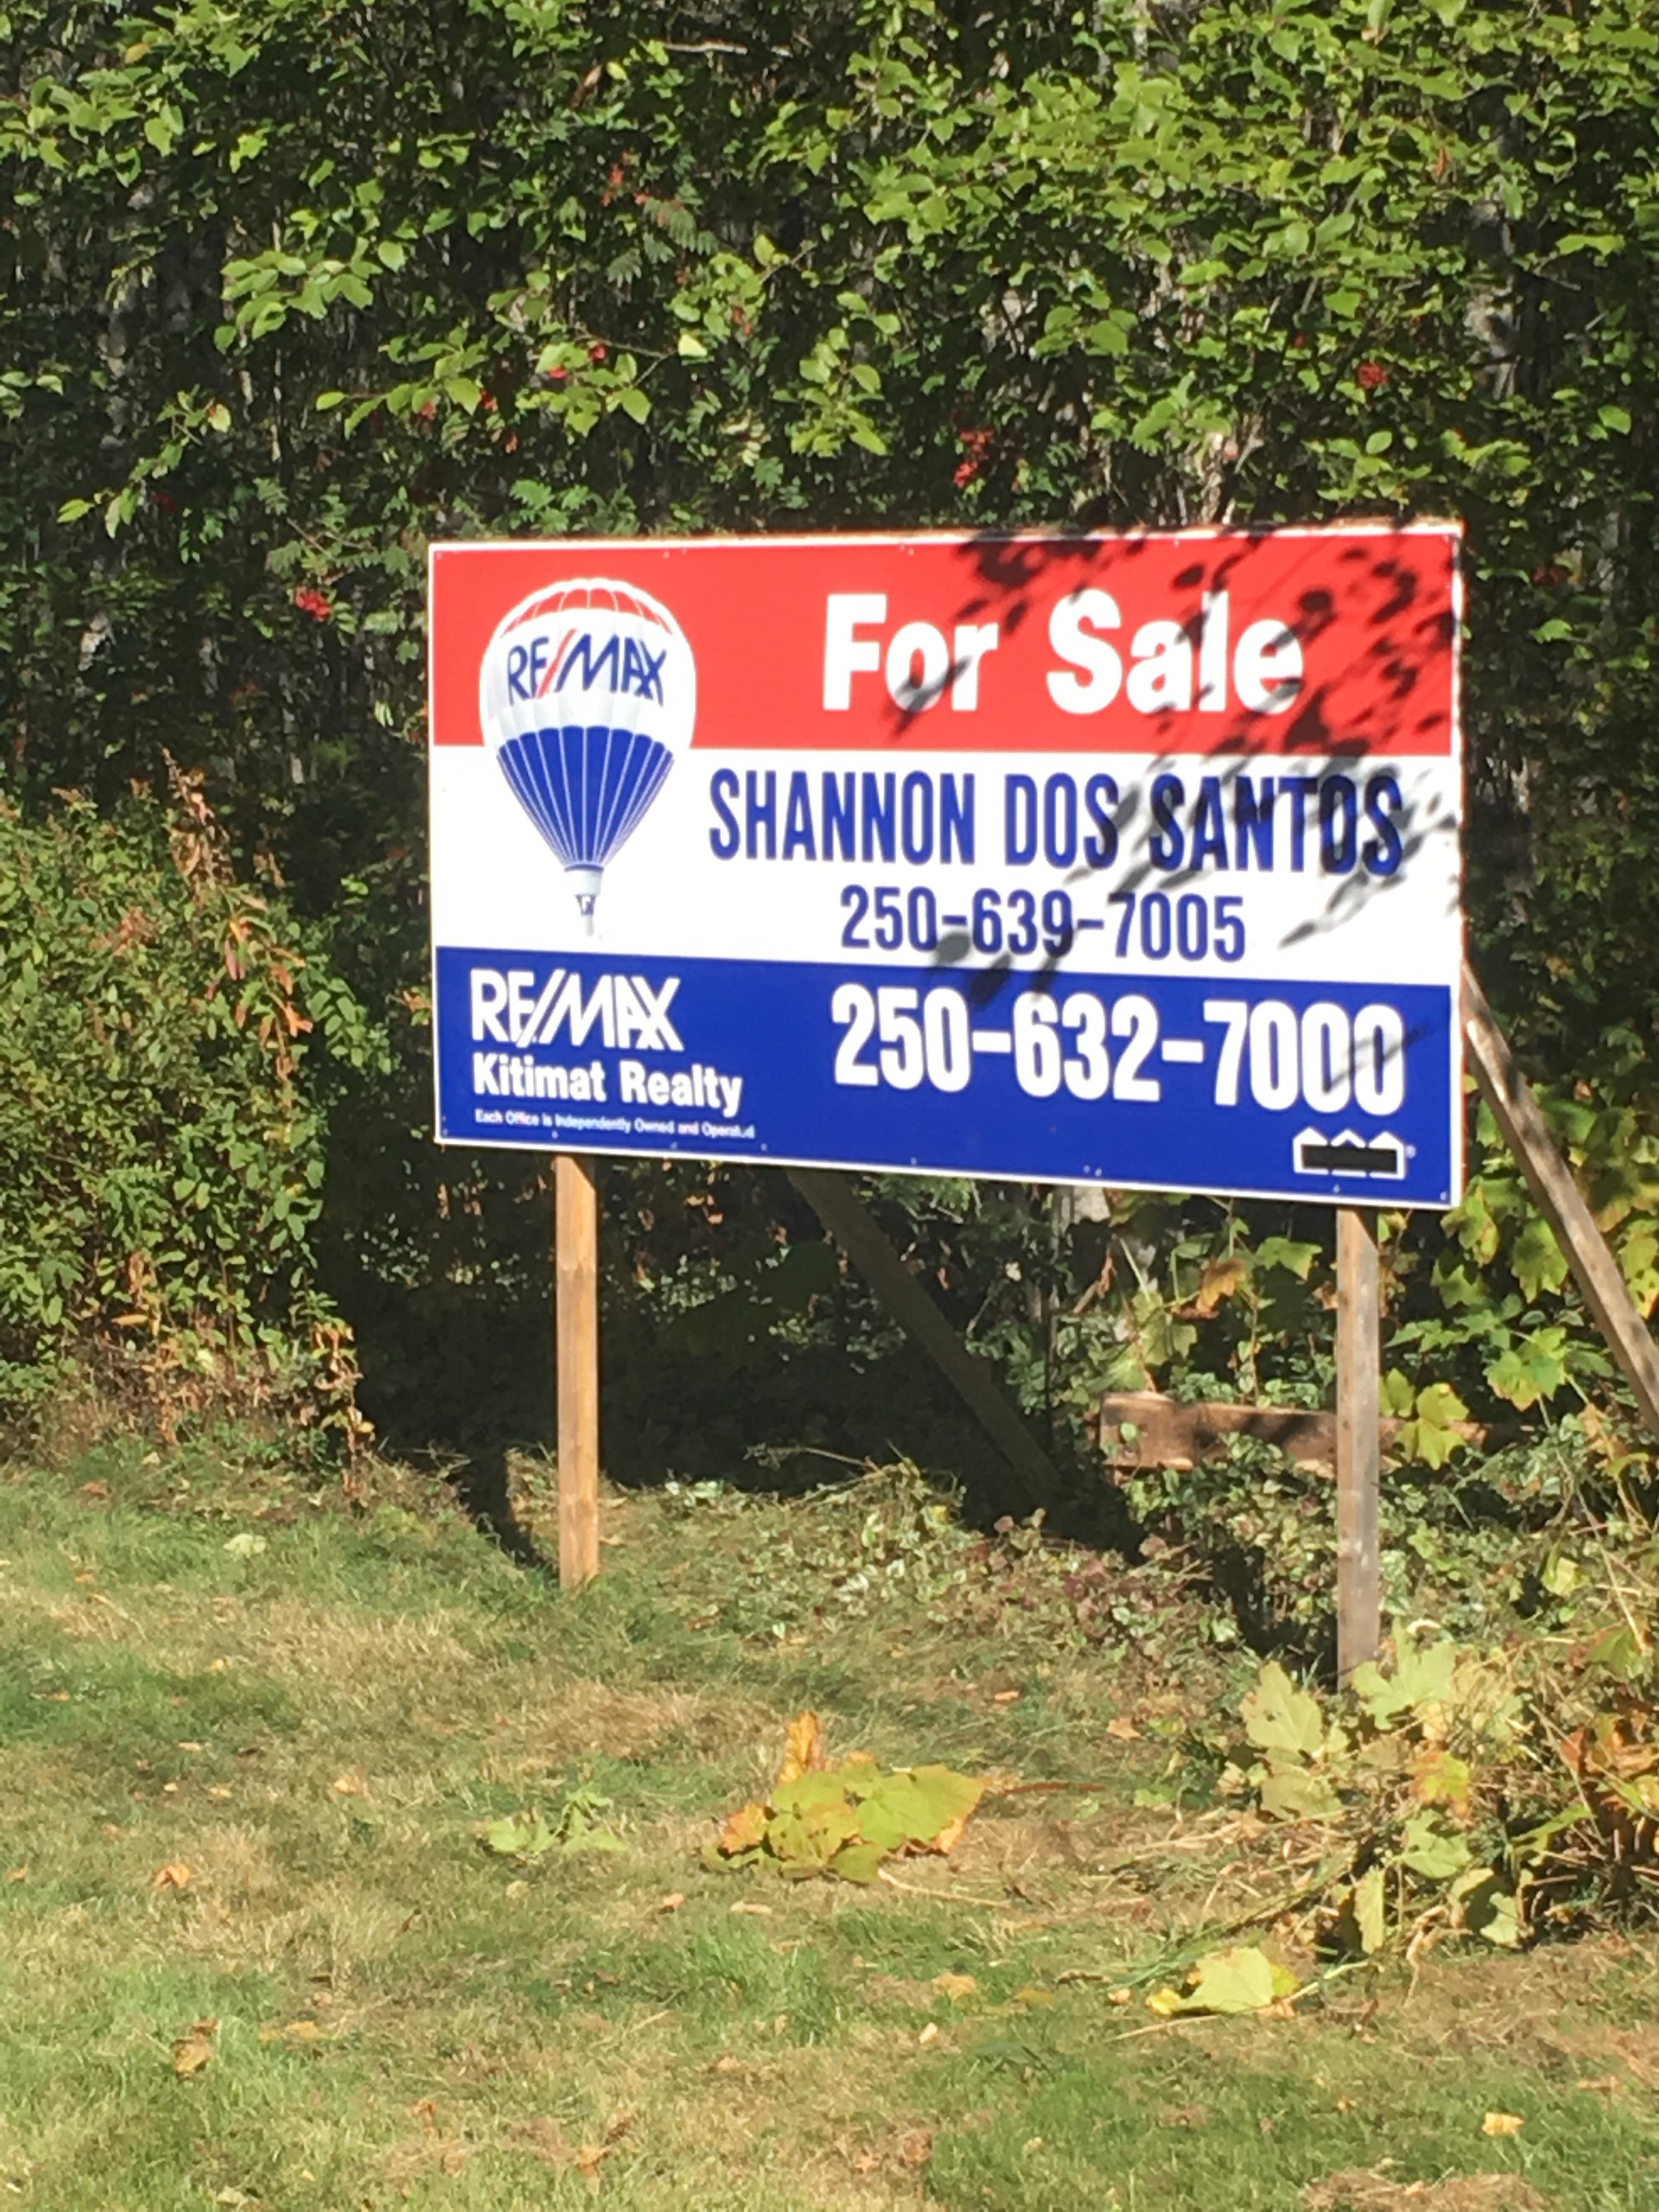 RE/MAX
For Sale
SHANNON DOS SANTOS
250-639-7005
RE/MAX
Kitimat Realty
Each Office is Independently Owned and Operated
250-632-7000